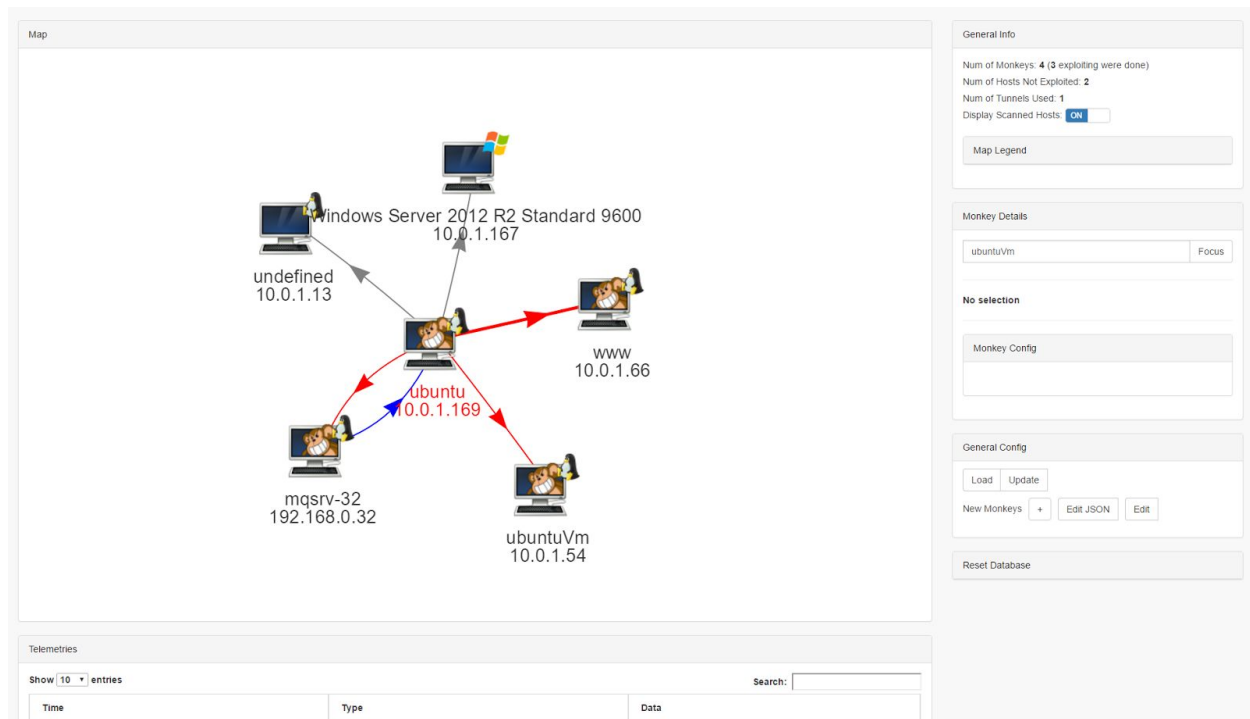 Map
Windows Server 2012 R2 Standard 9600
10.0.1.167
undefined
10.0.1.13
www
10.0.1.66
ubuntu
10.0.1.169
mqsrv-32
192.168.0.32
ubuntuVm
10.0.1.54
Telemetries
Show 10 entries
Search:
Time Type Data
General Info
Num of Monkeys: 4 (3 exploiting were done)
Num of Hosts Not Exploited: 2
Num of Tunnels Used: 1
Display Scanned Hosts: ON
Map Legend
Monkey Details
ubuntuVm Focus
No selection
Monkey Config
General Config
Load Update
New Monkeys + Edit JSON Edit
Reset Database